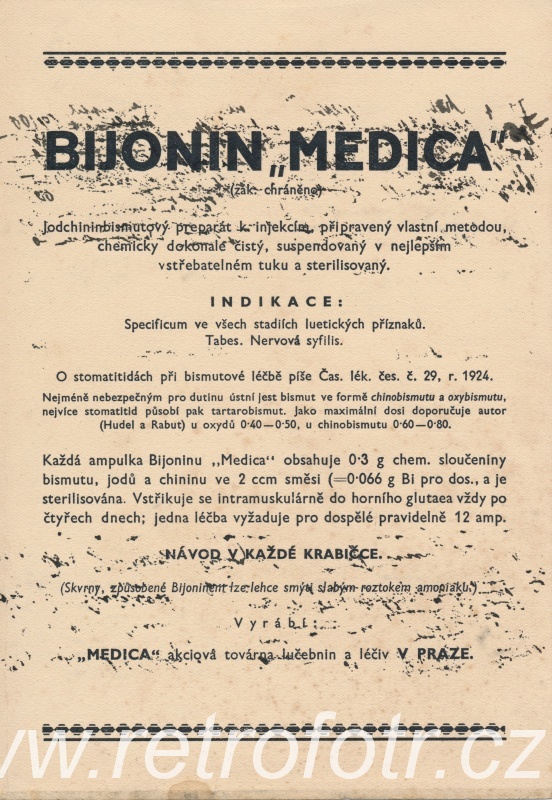 BIJONIN „MEDICA“
(zák. chráněno)
Jodchininbismutový preparát k injekcím, připravený vlastní metodou,
chemicky dokonale čistý, suspendovaný v nejlepším
vstřebatelném tuku a sterilisovaný.
INDIKACE:
Specificum ve všech stadiích luetických příznaků.
Tabes. Nervová syfilis.
O stomatitidách při bismutové léčbě píše Čas. lék. čes. č. 29, r. 1924.
Nejméně nebezpečným pro dutinu ústní jest bismut ve formě chinobismutu a oxybismutu,
nejvíce stomatitid působí pak tartarobismut. Jako maximální dosi doporučuje autor
(Hudel a Rabut) u oxydů 0·40—0·50, u chinobismutu 0·60—0·80.
Každá ampulka Bijoninu „Medica“ obsahuje 0·3 g chem. sloučeniny
bismutu, jodů a chininu ve 2 ccm směsi (=0·066 g Bi pro dos., a je
sterilisována. Vstřikuje se intramuskulárně do horního glutaea vždy po
čtyřech dnech; jedna léčba vyžaduje pro dospělé pravidelně 12 amp.
NÁVOD V KAŽDÉ KRABIČCE.
(Skvrny, způsobené Bijoninem lze lehce smýti slabým roztokem amoniaku.)
Vyrábí:
„MEDICA“ akciová továrna lučebnin a léčiv V PRAZE.
www.retrofotr.cz